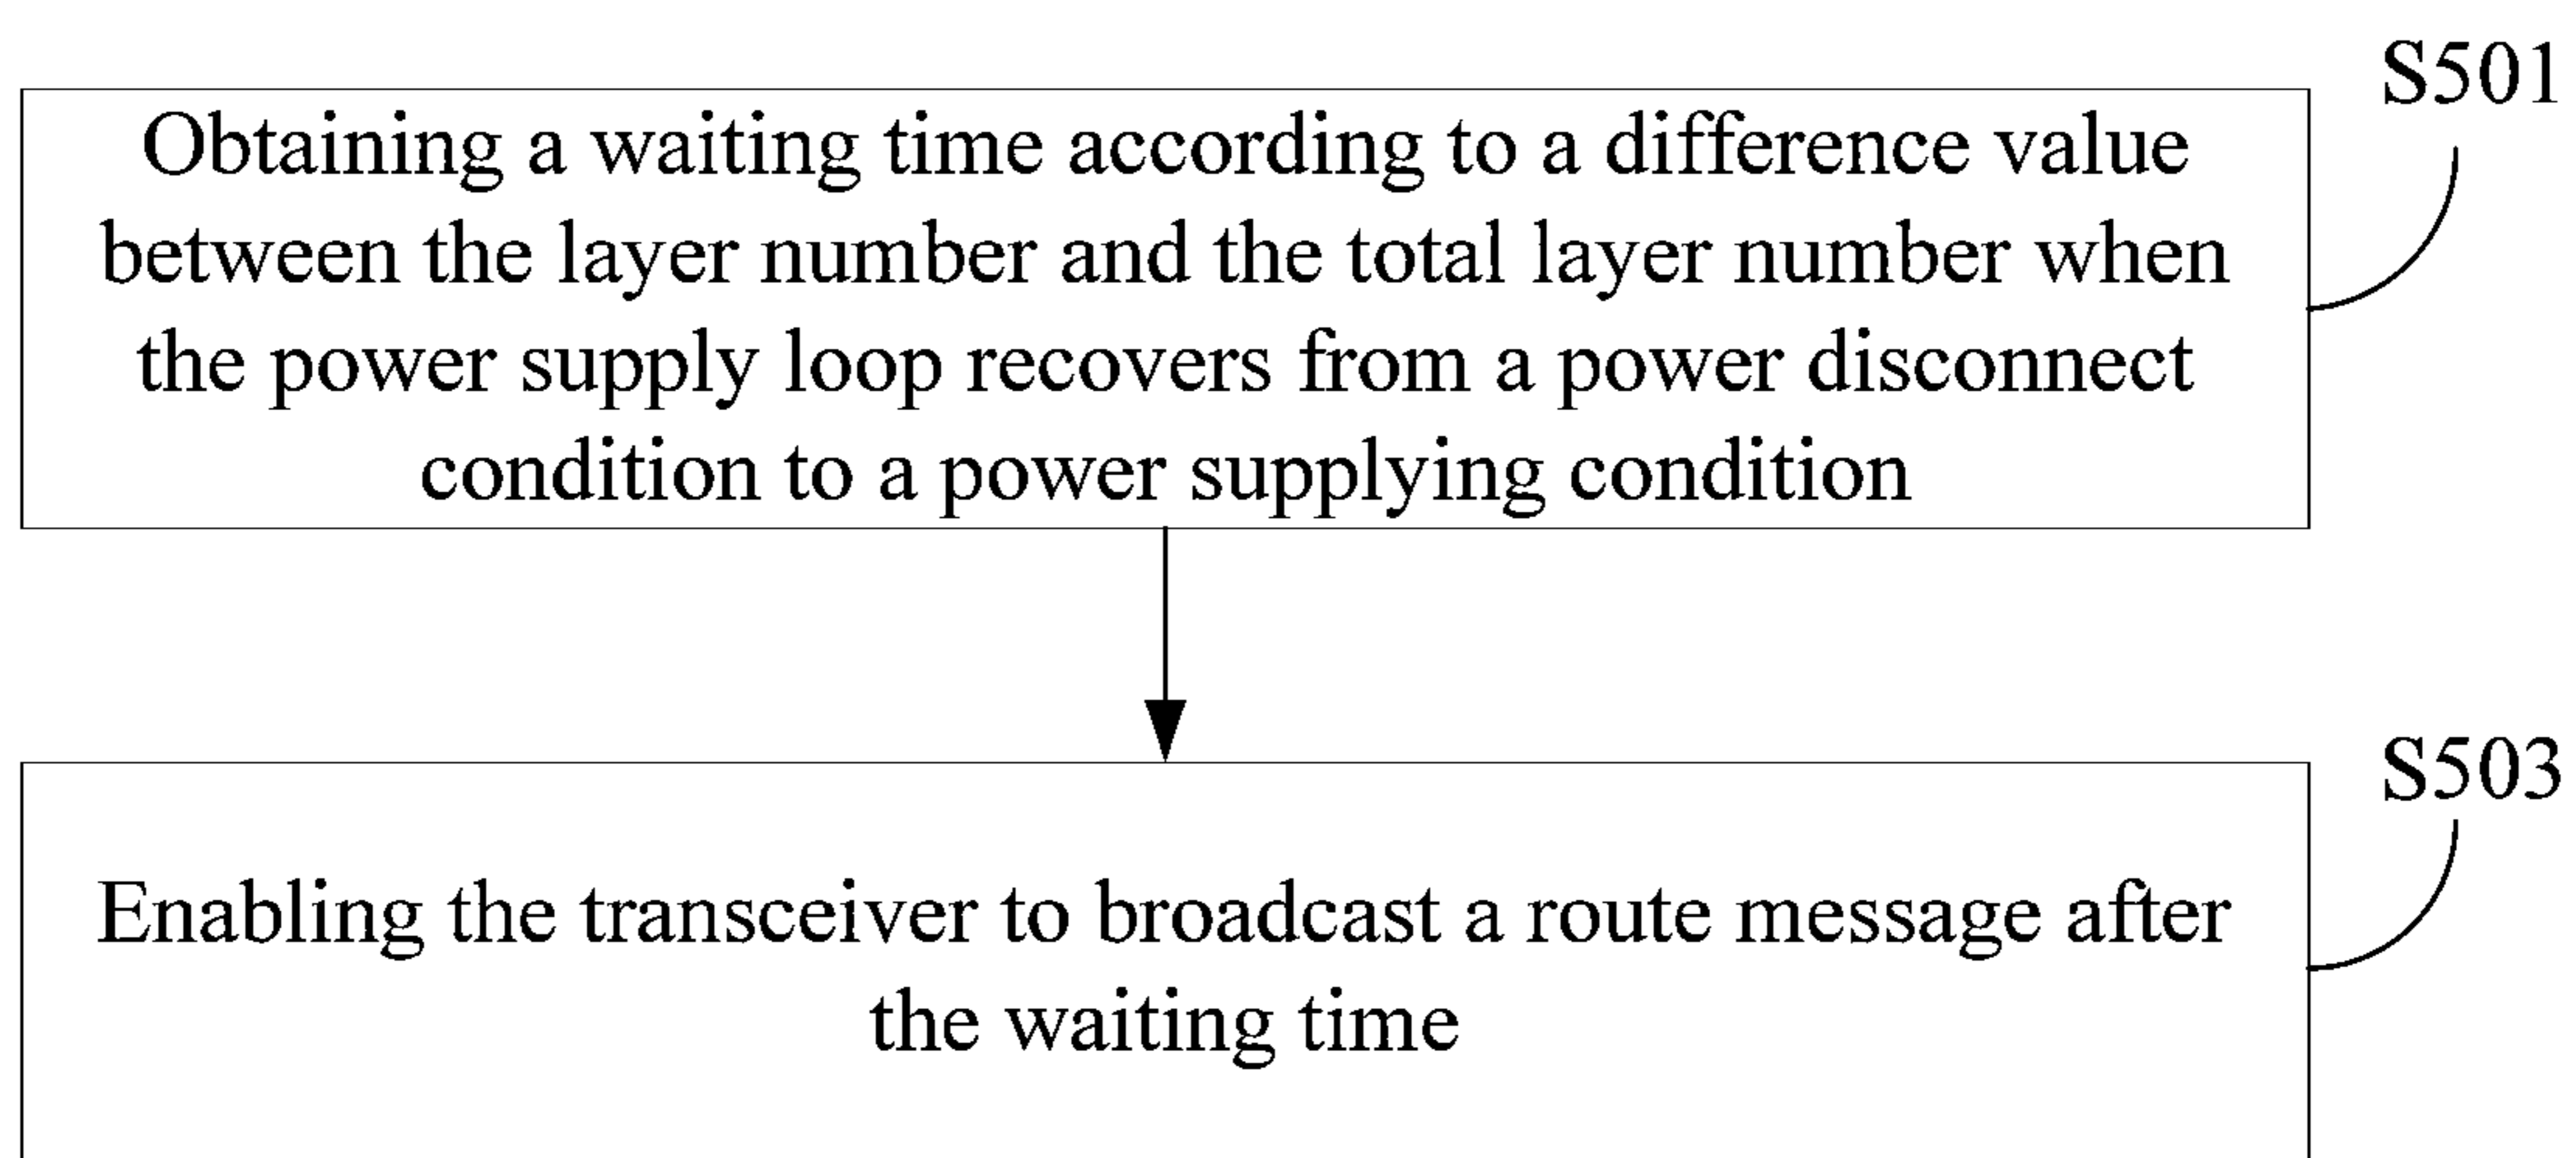 S501
Obtaining a waiting time according to a difference value
between the layer number and the total layer number when
the power supply loop recovers from a power disconnect
condition to a power supplying condition
S503
Enabling the transceiver to broadcast a route message after
the waiting time